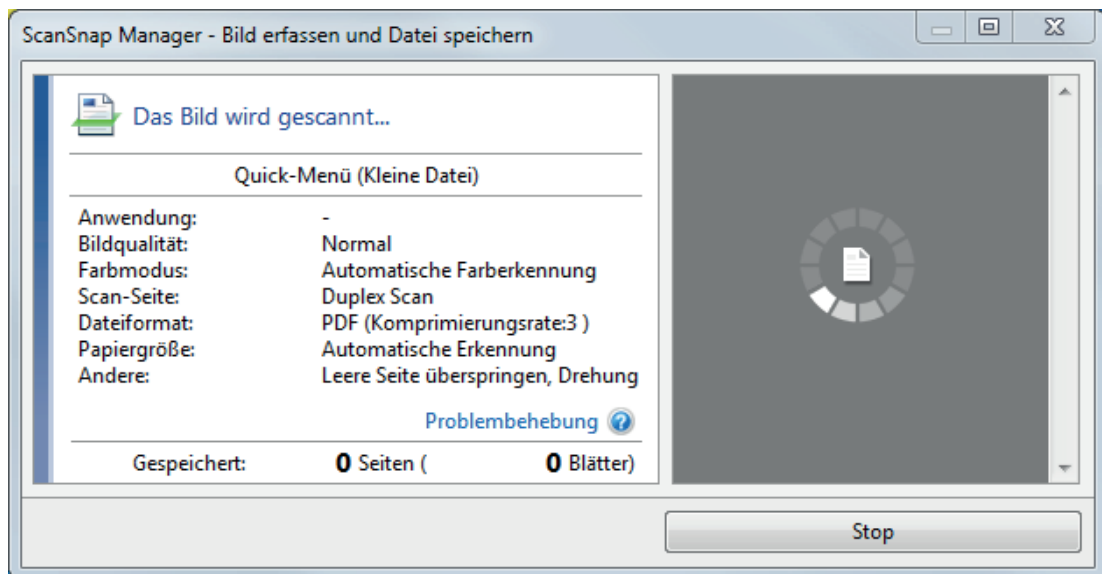 ScanSnap Manager - Bild erfassen und Datei speichern
Das Bild wird gescannt...
Quick-Menü (Kleine Datei)
Anwendung: -
Bildqualität: Normal
Farbmodus: Automatische Farberkennung
Scan-Seite: Duplex Scan
Dateiformat: PDF (Komprimierungsrate:3 )
Papiergröße: Automatische Erkennung
Andere: Leere Seite überspringen, Drehung
Problembehebung
Gespeichert: 0 Seiten ( 0 Blätter)
Stop